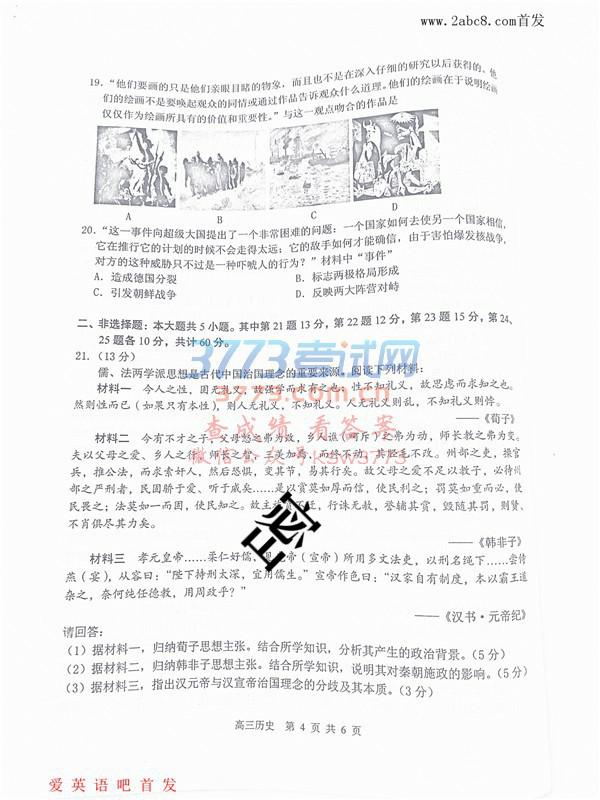 www.2abc8.com首发
19.“他们要画的只是他们亲眼目睹的物象，而且也不是在深入仔细的研究以后获得的，他
们的绘画不是要唤起观众的同情或通过作品告诉观众什么道理。他们的绘画在于说明绘画
仅仅作为绘画所具有的价值和重要性。”与这一观点吻合的作品是
A B C D
20.“这一事件向超级大国提出了一个非常困难的问题：一个国家如何去使另一个国家相信，
它在推行它的计划的时候不会走得太远；它的敌手如何才能确信，由于害怕爆发核战争，
对方的这种威胁只不过是一种吓唬人的行为？”材料中“事件”
A．造成德国分裂 B．标志两极格局形成
C．引发朝鲜战争 D．反映两大阵营对峙
二、非选择题：本大题共5小题。其中第21题13分，第22题12分，第23题15分，第24、
25题各10分，共计60分。
21．（13分）
儒、法两学派思想是古代中国治国理念的重要来源。阅读下列材料：
材料一 今人之性，固无礼义，故强学而求有之也；性不知礼义，故思虑而求知之也。
然则性而已（如果只有本性），则人无礼义，不知礼义。人无礼义则乱，不知礼义则悖。
——《荀子》
材料二 今有不才之子，父母怒之弗为改，乡人谯（呵斥）之弗为动，师长教之弗为变。
夫以父母之爱、乡人之行、师长之智，三美加焉，而终不动，其胫毛不改。州部之吏，操官
兵，推公法，而求索奸人，然后恐惧，变其节，易其行矣。故父母之爱不足以教子，必待州
部之严刑者，民固骄于爱、听于威矣……是以赏莫如厚而信，使民利之；罚莫如重而必，使
民畏之；法莫如一而固，使民知之。故主施赏不迁，行诛无赦，誉辅其赏，毁随其罚，则贤、
不肖俱尽其力矣。
——《韩非子》
材料三 孝元皇帝……柔仁好儒，见宣帝（宣帝）所用多文法吏，以刑名绳下……尝侍
燕（宴），从容曰：“陛下持刑太深，宜用儒生。”宣帝作色曰：“汉家自有制度，本以霸王道
杂之，奈何纯任德教，用周政乎？”
——《汉书·元帝纪》
请回答：
（1）据材料一，归纳荀子思想主张。结合所学知识，分析其产生的政治背景。（5分）
（2）据材料二，归纳韩非子思想主张。结合所学知识，说明其对秦朝施政的影响。（5分）
（3）据材料三，指出汉元帝与汉宣帝治国理念的分歧及其本质。（3分）
高三历史 第4页共6页
3773考试网
www.3773.com.cn
查成绩 看答案
微信公众号KSW3773
密
爱英语吧首发